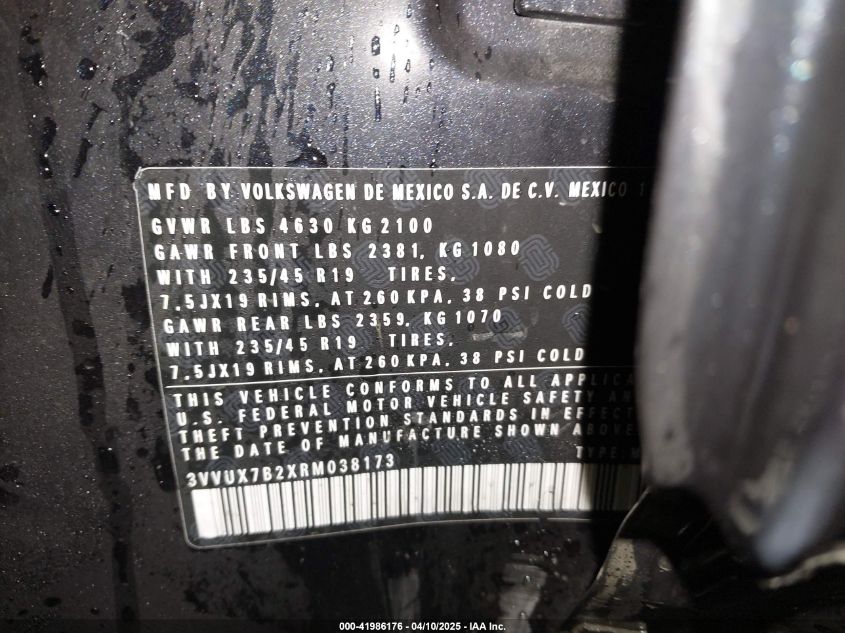 MFD BY VOLKSWAGEN DE MEXICO S.A. DE C.V. MEXICO
GVWR LBS 4630 KG 2100
GAWR FRONT LBS 2381, KG 1080
WITH 235/45 R19 TIRES,
7.5JX19 RIMS, AT 260 KPA, 38 PSI COLD
GAWR REAR LBS 2359, KG 1070
WITH 235/45 R19 TIRES,
7.5JX19 RIMS, AT 260 KPA, 38 PSI COLD
THIS VEHICLE CONFORMS TO ALL APPLICA
U.S. FEDERAL MOTOR VEHICLE SAFETY AN
THEFT PREVENTION STANDARDS IN EFFECT
THE DATE OF MANUFACTURE SHOWN ABOVE
3VVUX7B2XRM038173 TYPE: M
000-41986176 - 04/10/2025 - IAA Inc.